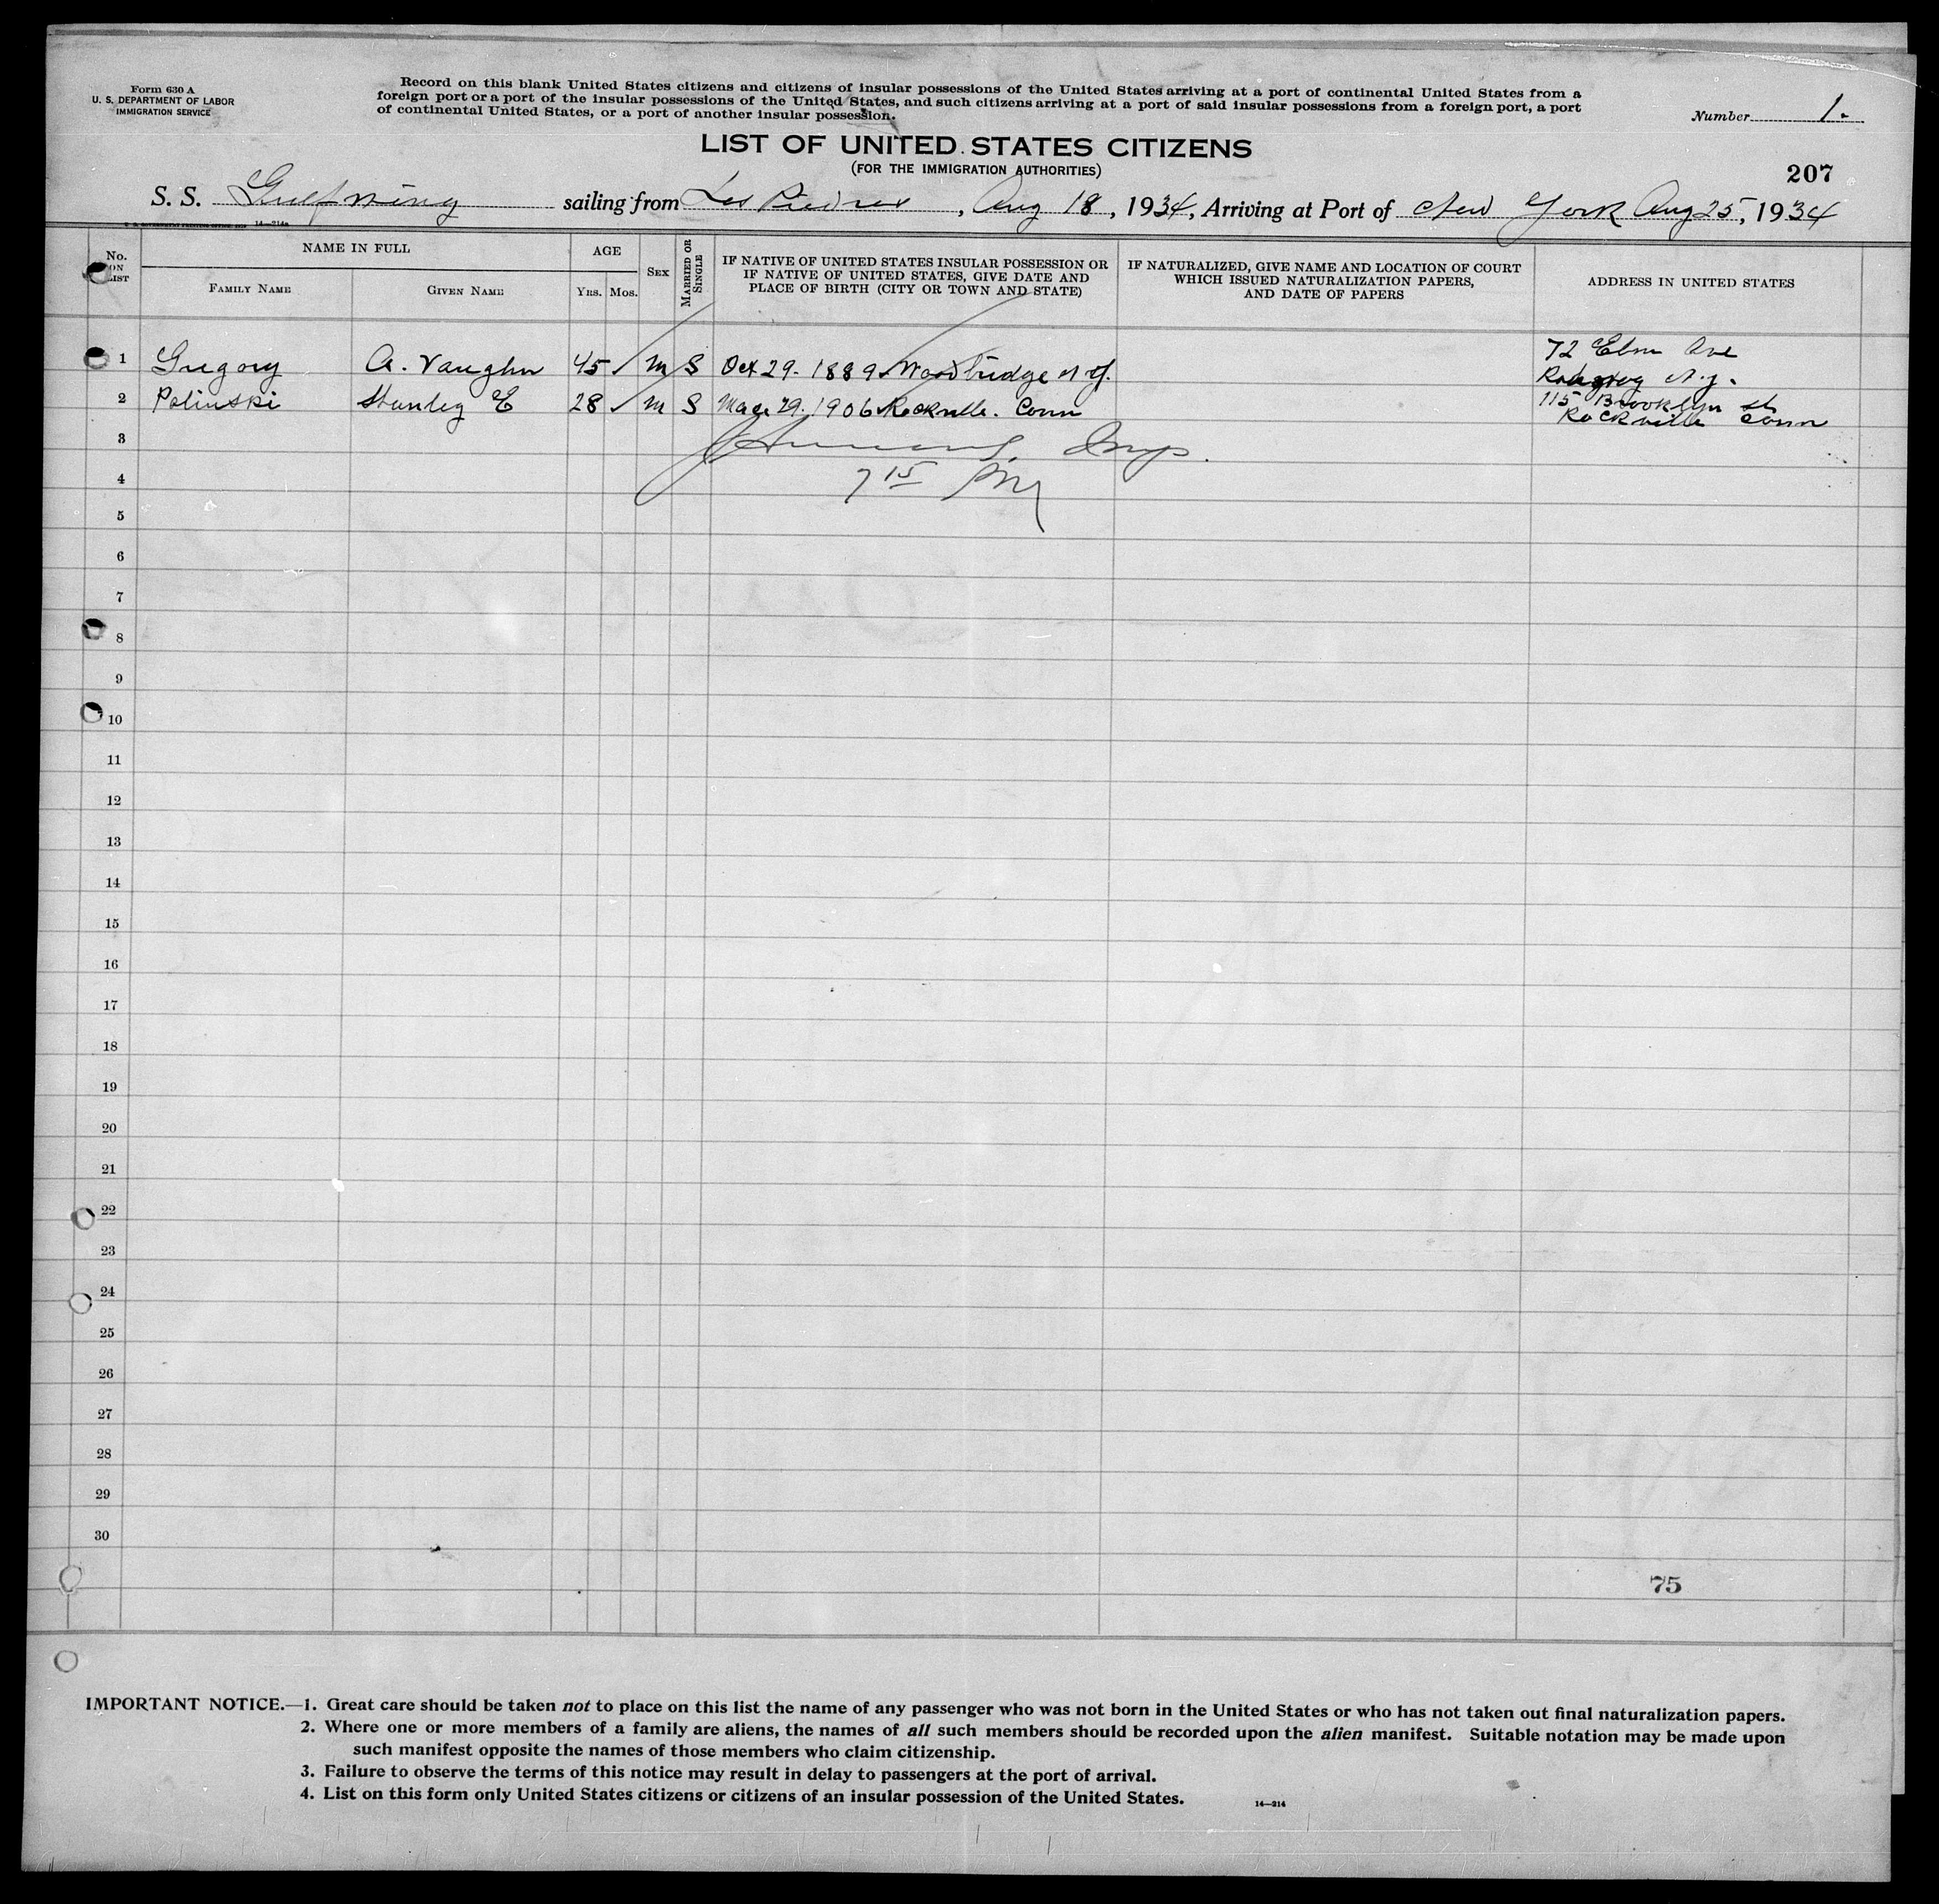 Form 630 A
U. S. DEPARTMENT OF LABOR
IMMIGRATION SERVICE
Record on this blank United States citizens and citizens of insular possessions of the United States arriving at a port of continental United States from a
foreign port or a port of the insular possessions of the United States, and such citizens arriving at a port of said insular possessions from a foreign port, a port
of continental United States, or a port of another insular possession.
Number 1.
LIST OF UNITED STATES CITIZENS
(FOR THE IMMIGRATION AUTHORITIES)
207
S. S. Gulfwing sailing from Las Piedras, Aug 18, 1934, Arriving at Port of New York Aug 25, 1934
14—214a
No. ON LIST
NAME IN FULL
FAMILY NAME
GIVEN NAME
AGE
YRS. MOS.
SEX
MARRIED OR SINGLE
IF NATIVE OF UNITED STATES INSULAR POSSESSION OR
IF NATIVE OF UNITED STATES, GIVE DATE AND
PLACE OF BIRTH (CITY OR TOWN AND STATE)
IF NATURALIZED, GIVE NAME AND LOCATION OF COURT
WHICH ISSUED NATURALIZATION PAPERS,
AND DATE OF PAPERS
ADDRESS IN UNITED STATES
1 Gregory A. Vaughn 45 M S Oct 29. 1889 Woodbridge N J. 72 Elm Ave
N.J.
2 Polinski Stanley E 28 M S 29. 1906 Rockville. Conn 115 Brooklyn St
Rockville Conn
3
Insp.
4
7 15 PM
5
6
7
8
9
10
11
12
13
14
15
16
17
18
19
20
21
22
23
24
25
26
27
28
29
30
75
IMPORTANT NOTICE.—1. Great care should be taken not to place on this list the name of any passenger who was not born in the United States or who has not taken out final naturalization papers.
2. Where one or more members of a family are aliens, the names of all such members should be recorded upon the alien manifest. Suitable notation may be made upon
such manifest opposite the names of those members who claim citizenship.
3. Failure to observe the terms of this notice may result in delay to passengers at the port of arrival.
4. List on this form only United States citizens or citizens of an insular possession of the United States.
14—214